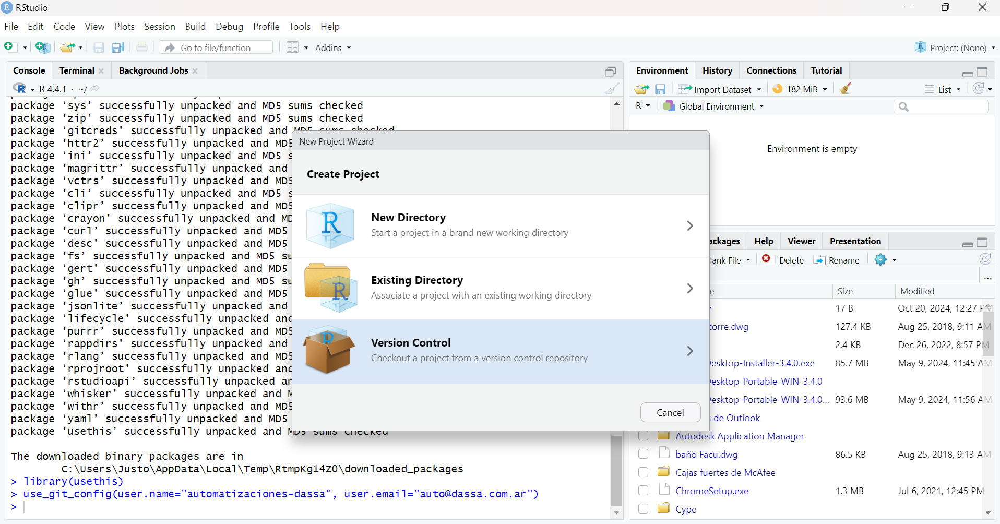 RStudio
File Edit Code View Plots Session Build Debug Profile Tools Help
Go to file/function Addins Project: (None)
Console Terminal Background Jobs
R 4.4.1 · ~/
package ‘sys’ successfully unpacked and MD5 sums checked
package ‘zip’ successfully unpacked and MD5 sums checked
package ‘gitcreds’ successfully unpacked and MD5 sums checked
package ‘httr2’ successfully unpacked and MD5
package ‘ini’ successfully unpacked and MD5 s
package ‘magrittr’ successfully unpacked and
package ‘vctrs’ successfully unpacked and MD5
package ‘cli’ successfully unpacked and MD5 s
package ‘clipr’ successfully unpacked and MD5
package ‘crayon’ successfully unpacked and MD
package ‘curl’ successfully unpacked and MD5
package ‘desc’ successfully unpacked and MD5
package ‘fs’ successfully unpacked and MD5 su
package ‘gert’ successfully unpacked and MD5
package ‘gh’ successfully unpacked and MD5 su
package ‘glue’ successfully unpacked and MD5
package ‘jsonlite’ successfully unpacked and
package ‘lifecycle’ successfully unpacked and
package ‘purrr’ successfully unpacked and MD5
package ‘rappdirs’ successfully unpacked and
package ‘rlang’ successfully unpacked and MD5
package ‘rprojroot’ successfully unpacked and
package ‘rstudioapi’ successfully unpacked an
package ‘whisker’ successfully unpacked and M
package ‘withr’ successfully unpacked and MD5
package ‘yaml’ successfully unpacked and MD5
package ‘usethis’ successfully unpacked and MD5 sums checked
The downloaded binary packages are in
C:\Users\Justo\AppData\Local\Temp\RtmpKg14Z0\downloaded_packages
> library(usethis)
> use_git_config(user.name="automatizaciones-dassa", user.email="auto@dassa.com.ar")
>
New Project Wizard
Create Project
New Directory
Start a project in a brand new working directory
Existing Directory
Associate a project with an existing working directory
Version Control
Checkout a project from a version control repository
Cancel
Environment History Connections Tutorial
Import Dataset 182 MiB List
R Global Environment
Environment is empty
ackages Help Viewer Presentation
lank File Delete Rename
...
e Size Modified
y 17 B Oct 20, 2024, 12:27 PM
torre.dwg 127.4 KB Aug 25, 2018, 9:11 AM
2.4 KB Dec 26, 2022, 8:57 PM
esktop-Installer-3.4.0.exe 85.7 MB May 9, 2024, 11:45 AM
esktop-Portable-WIN-3.4.0
esktop-Portable-WIN-3.4.0... 93.6 MB May 9, 2024, 11:56 AM
s de Outlook
Autodesk Application Manager
baño Facu.dwg 86.5 KB Aug 25, 2018, 9:13 AM
Cajas fuertes de McAfee
ChromeSetup.exe 1.3 MB Jul 6, 2021, 12:45 PM
Cype